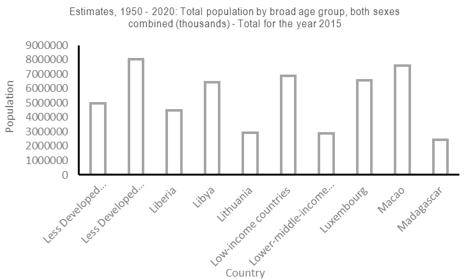 Estimates, 1950 - 2020: Total population by broad age group, both sexes
combined (thousands) - Total for the year 2015
Population
9000000
8000000
7000000
6000000
5000000
4000000
3000000
2000000
1000000
0
Less Developed...
Less Developed...
Liberia
Libya
Lithuania
Low-income countries
Lower-middle-income...
Luxembourg
Macao
Madagascar
Country